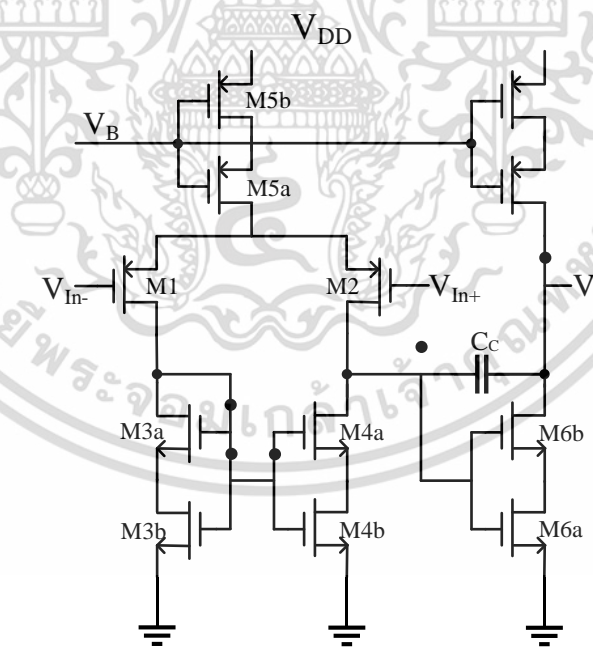 V_DD
M5b
V_B
M5a
V_In-
M1
M2
V_In+
V
C_C
M3a
M4a
M6b
M3b
M4b
M6a